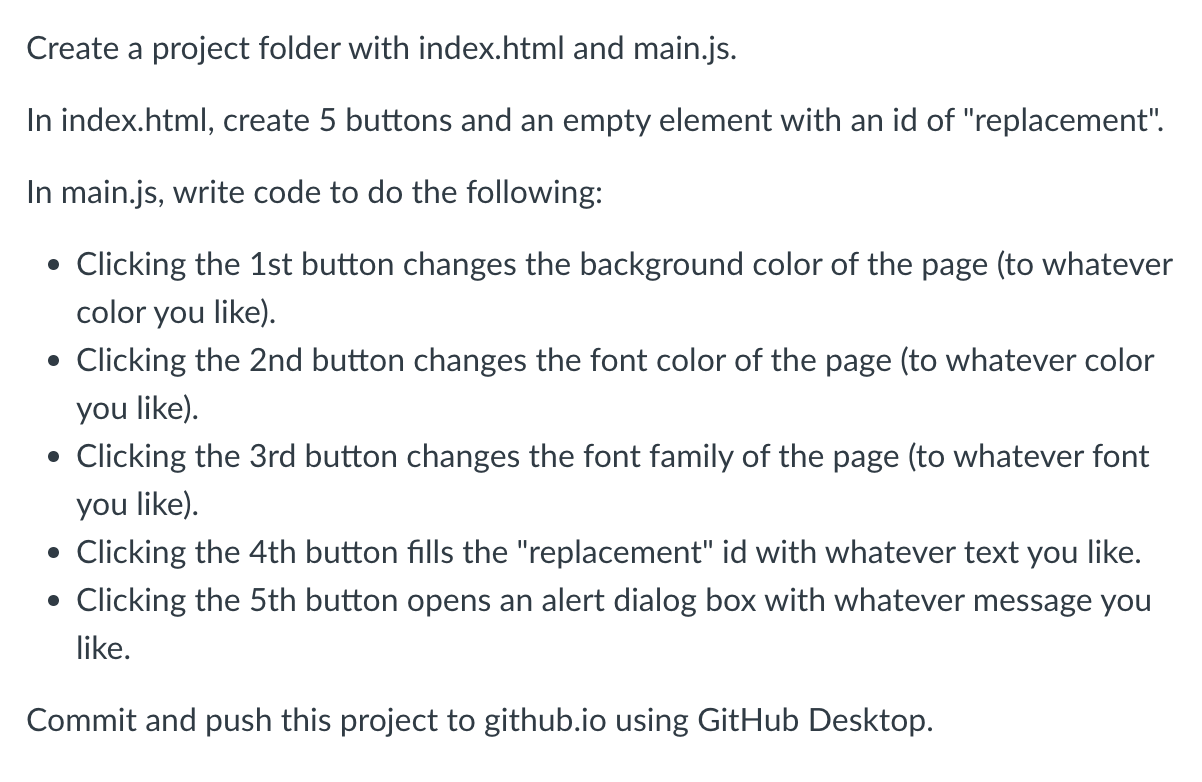 Create a project folder with index.html and main.js.
In index.html, create 5 buttons and an empty element with an id of "replacement".
In main.js, write code to do the following:
• Clicking the 1st button changes the background color of the page (to whatever
color you like).
• Clicking the 2nd button changes the font color of the page (to whatever color
you like).
• Clicking the 3rd button changes the font family of the page (to whatever font
you like).
• Clicking the 4th button fills the "replacement" id with whatever text you like.
• Clicking the 5th button opens an alert dialog box with whatever message you
like.
Commit and push this project to github.io using GitHub Desktop.